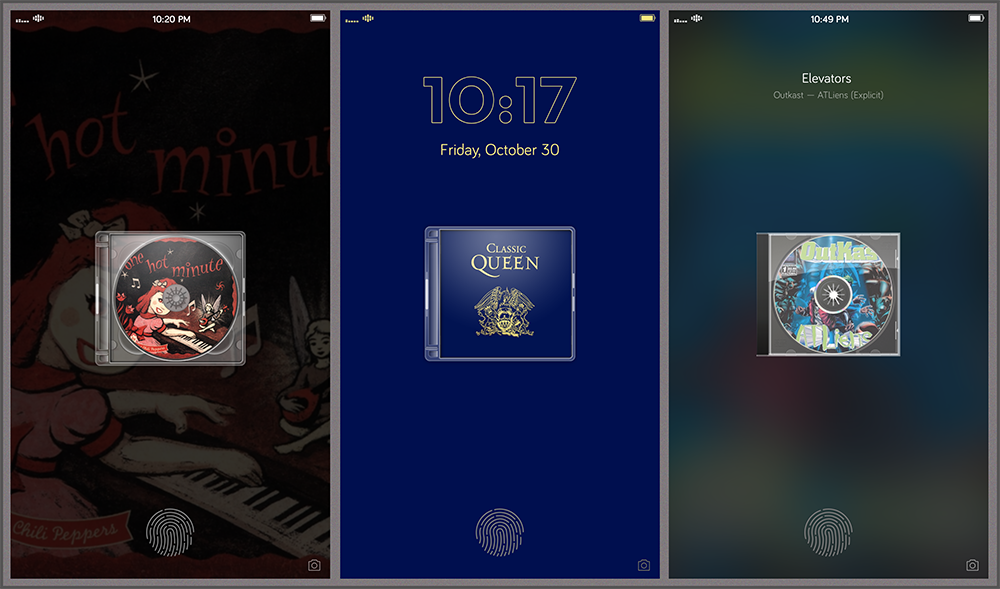 10:20 PM
hot
minute
Chili Peppers
one hot minute
10:17
Friday, October 30
CLASSIC
QUEEN
10:49 PM
Elevators
Outkast — ATLiens (Explicit)
OutKas
ATLiens